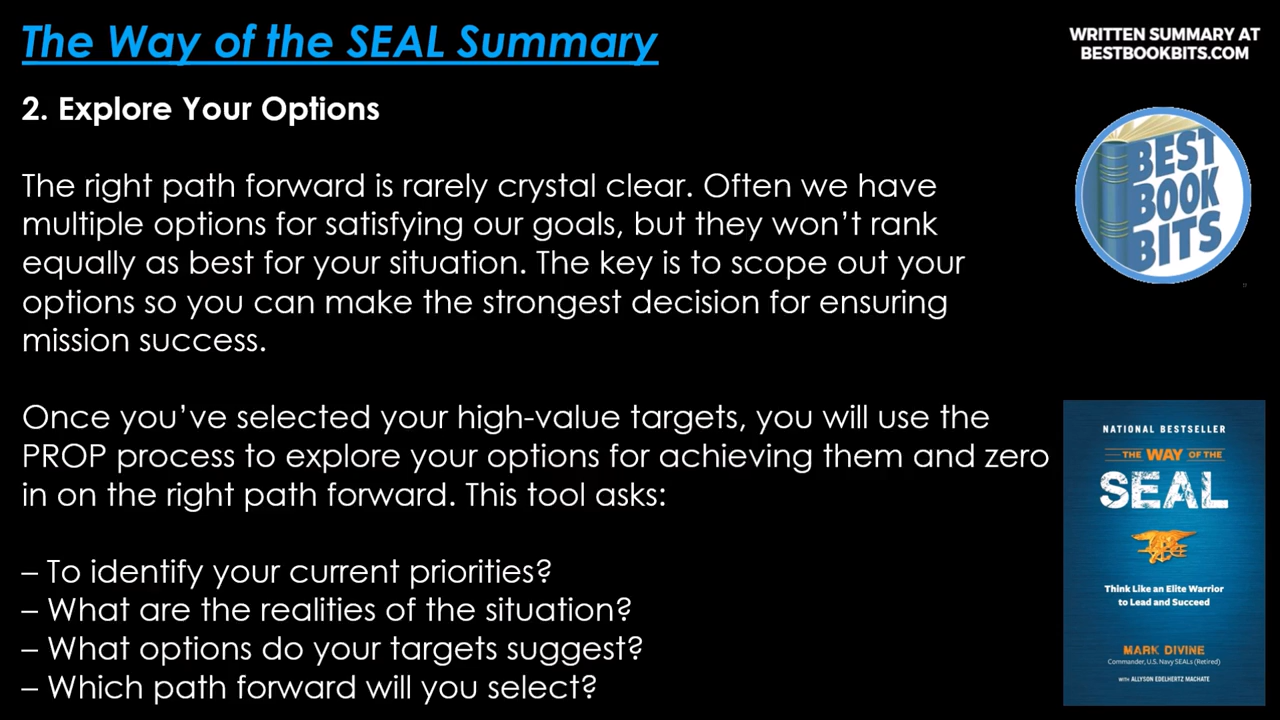 The Way of the SEAL Summary
WRITTEN SUMMARY AT
BESTBOOKBITS.COM
2. Explore Your Options
The right path forward is rarely crystal clear. Often we have
multiple options for satisfying our goals, but they won’t rank
equally as best for your situation. The key is to scope out your
options so you can make the strongest decision for ensuring
mission success.
Once you’ve selected your high-value targets, you will use the
PROP process to explore your options for achieving them and zero
in on the right path forward. This tool asks:
– To identify your current priorities?
– What are the realities of the situation?
– What options do your targets suggest?
– Which path forward will you select?
BEST
BOOK
BITS
NATIONAL BESTSELLER
THE WAY OF THE
SEAL
Think Like an Elite Warrior
to Lead and Succeed
MARK DIVINE
Commander, U.S. Navy SEALs (Retired)
WITH ALLYSON EDELHERTZ MACHATE